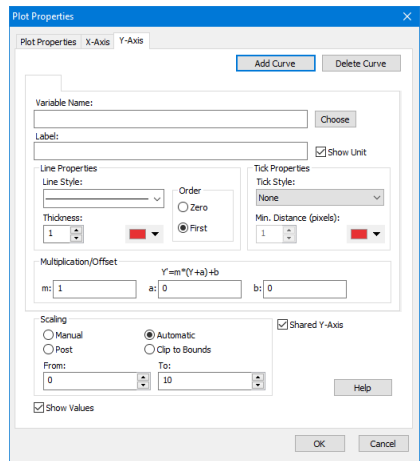 Plot Properties
Plot Properties X-Axis Y-Axis
Add Curve Delete Curve
Variable Name:
Choose
Label:
Show Unit
Line Properties Tick Properties
Line Style: Tick Style:
Order
None
Zero
Thickness: Min. Distance (pixels):
First
1 1
Multiplication/Offset
Y'=m*(Y+a)+b
m: 1 a: 0 b: 0
Scaling
Shared Y-Axis
Manual Automatic
Post Clip to Bounds
From: To:
0 10
Help
Show Values
OK Cancel